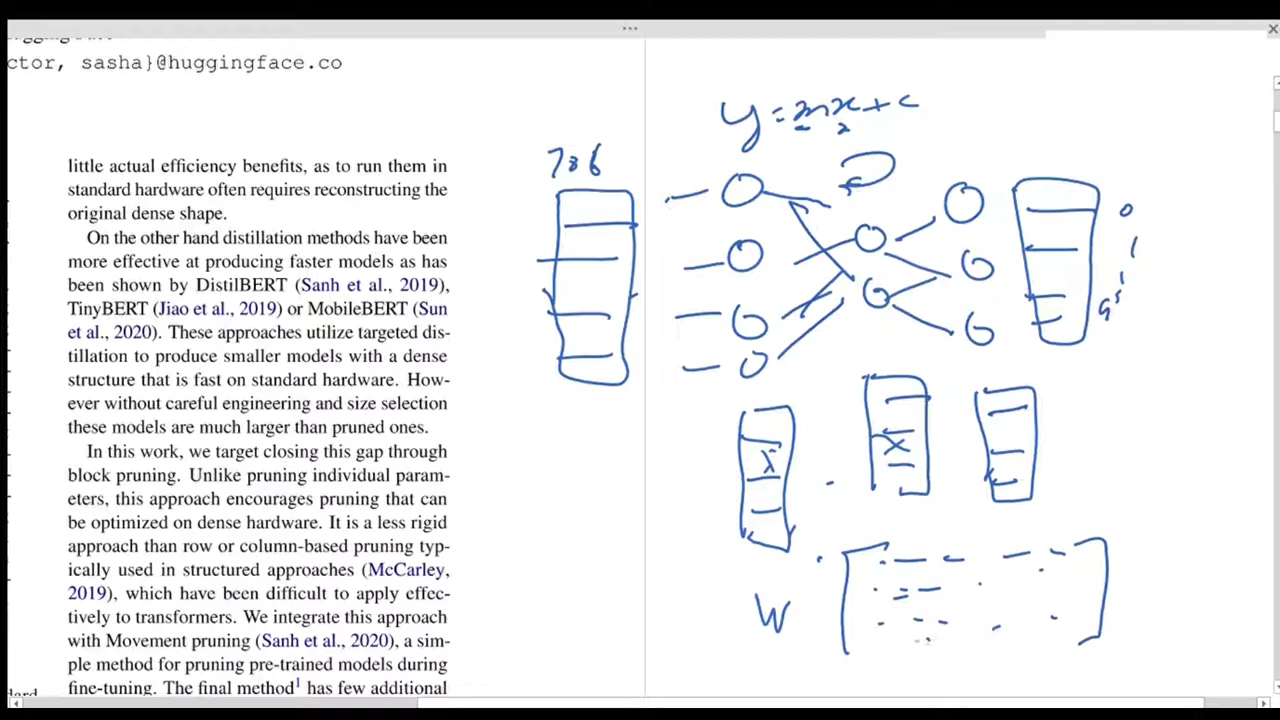 ctor, sasha}@huggingface.co
little actual efficiency benefits, as to run them in
standard hardware often requires reconstructing the
original dense shape.
On the other hand distillation methods have been
more effective at producing faster models as has
been shown by DistilBERT (Sanh et al., 2019),
TinyBERT (Jiao et al., 2019) or MobileBERT (Sun
et al., 2020). These approaches utilize targeted dis-
tillation to produce smaller models with a dense
structure that is fast on standard hardware. How-
ever without careful engineering and size selection
these models are much larger than pruned ones.
In this work, we target closing this gap through
block pruning. Unlike pruning individual param-
eters, this approach encourages pruning that can
be optimized on dense hardware. It is a less rigid
approach than row or column-based pruning typ-
ically used in structured approaches (McCarley,
2019), which have been difficult to apply effec-
tively to transformers. We integrate this approach
with Movement pruning (Sanh et al., 2020), a sim-
ple method for pruning pre-trained models during
fine-tuning. The final method1 has few additional
y=mx+c
0
1
9
X
W